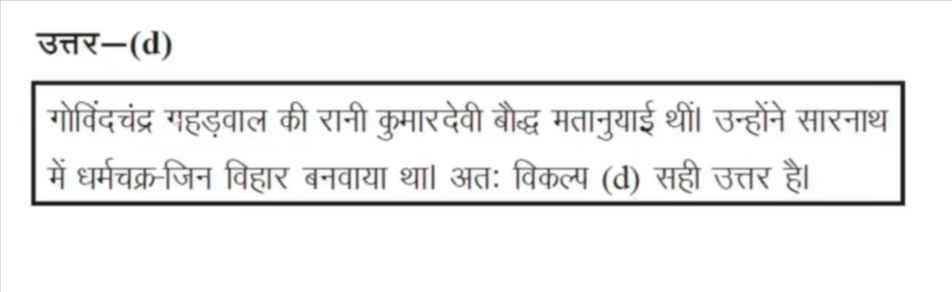 उत्तर–(d)
गोविंदचंद्र गहड़वाल की रानी कुमारदेवी बौद्ध मतानुयाई थीं। उन्होंने सारनाथ
में धर्मचक्र-जिन विहार बनवाया था। अतः विकल्प (d) सही उत्तर है।